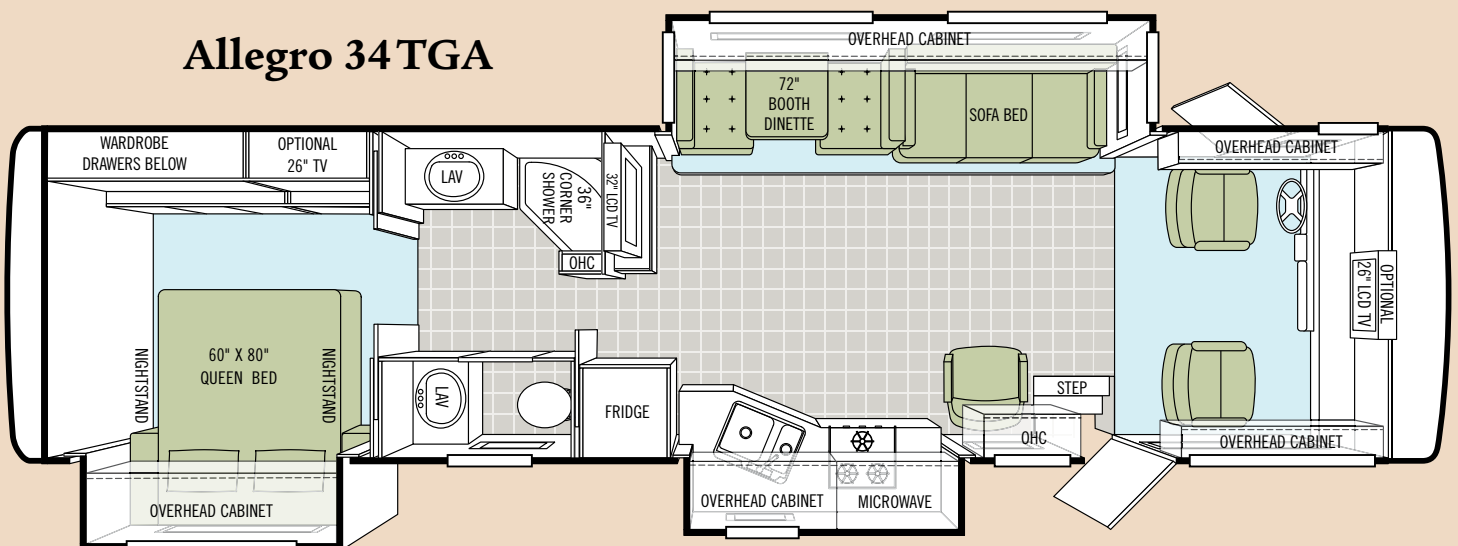 Allegro 34 TGA
OVERHEAD CABINET
72"
BOOTH
DINETTE
SOFA BED
WARDROBE
DRAWERS BELOW
OPTIONAL
26" TV
LAV
36"
CORNER
SHOWER
32" LCD TV
OHC
OVERHEAD CABINET
OPTIONAL
26" LCD TV
60" X 80"
QUEEN BED
NIGHTSTAND
NIGHTSTAND
LAV
FRIDGE
STEP
OHC
OVERHEAD CABINET
OVERHEAD CABINET
MICROWAVE
OVERHEAD CABINET